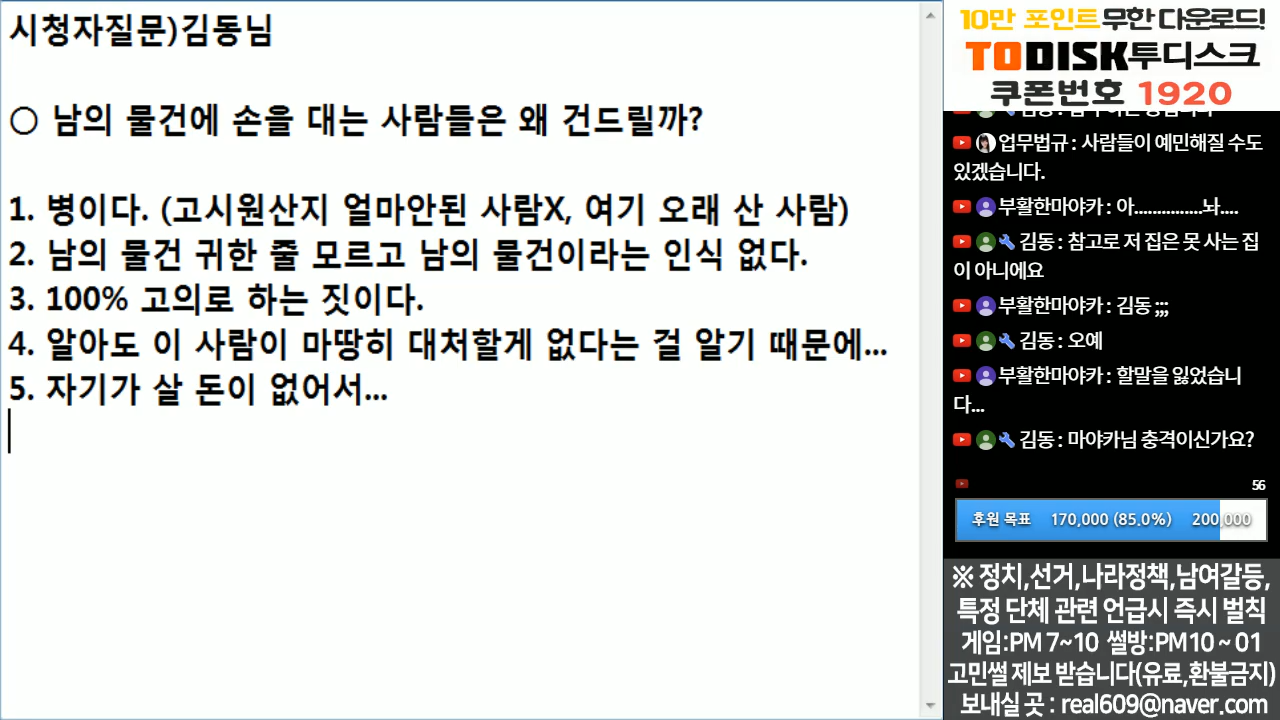 시청자질문)김동님
○ 남의 물건에 손을 대는 사람들은 왜 건드릴까?
1. 병이다. (고시원산지 얼마안된 사람X, 여기 오래 산 사람)
2. 남의 물건 귀한 줄 모르고 남의 물건이라는 인식 없다.
3. 100% 고의로 하는 짓이다.
4. 알아도 이 사람이 마땅히 대처할게 없다는 걸 알기 때문에...
5. 자기가 살 돈이 없어서...
10만 포인트 무한 다운로드!
TODISK투디스크
쿠폰번호 1920
업무법규 : 사람들이 예민해질 수도
있겠습니다.
부활한마야카 : 아...............놔....
김동 : 참고로 저 집은 못 사는 집
이 아니에요
부활한마야카 : 김동 ;;;
김동 : 오예
부활한마야카 : 할말을 잃었습니
다...
김동 : 마야카님 충격이신가요?
56
후원 목표 170,000 (85.0%) 200,000
※ 정치,선거,나라정책,남여갈등,
특정 단체 관련 언급시 즉시 벌칙
게임:PM 7~10 썰방:PM10 ~ 01
고민썰 제보 받습니다(유료,환불금지)
보내실 곳 : real609@naver.com